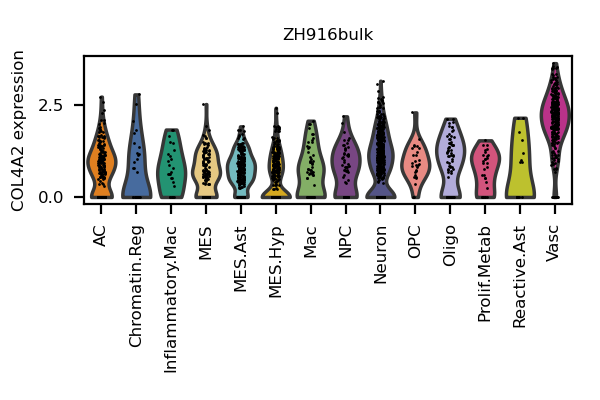 ZH916bulk
COL4A2 expression
2.5
0.0
AC
Chromatin.Reg
Inflammatory.Mac
MES
MES.Ast
MES.Hyp
Mac
NPC
Neuron
OPC
Oligo
Prolif.Metab
Reactive.Ast
Vasc